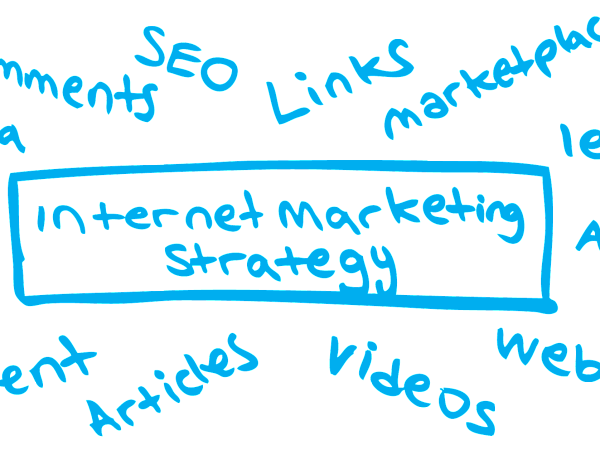 SEO
Links
mments
marketplac
a
le
internet marketing
strategy
A
ent
Articles
Videos
Web